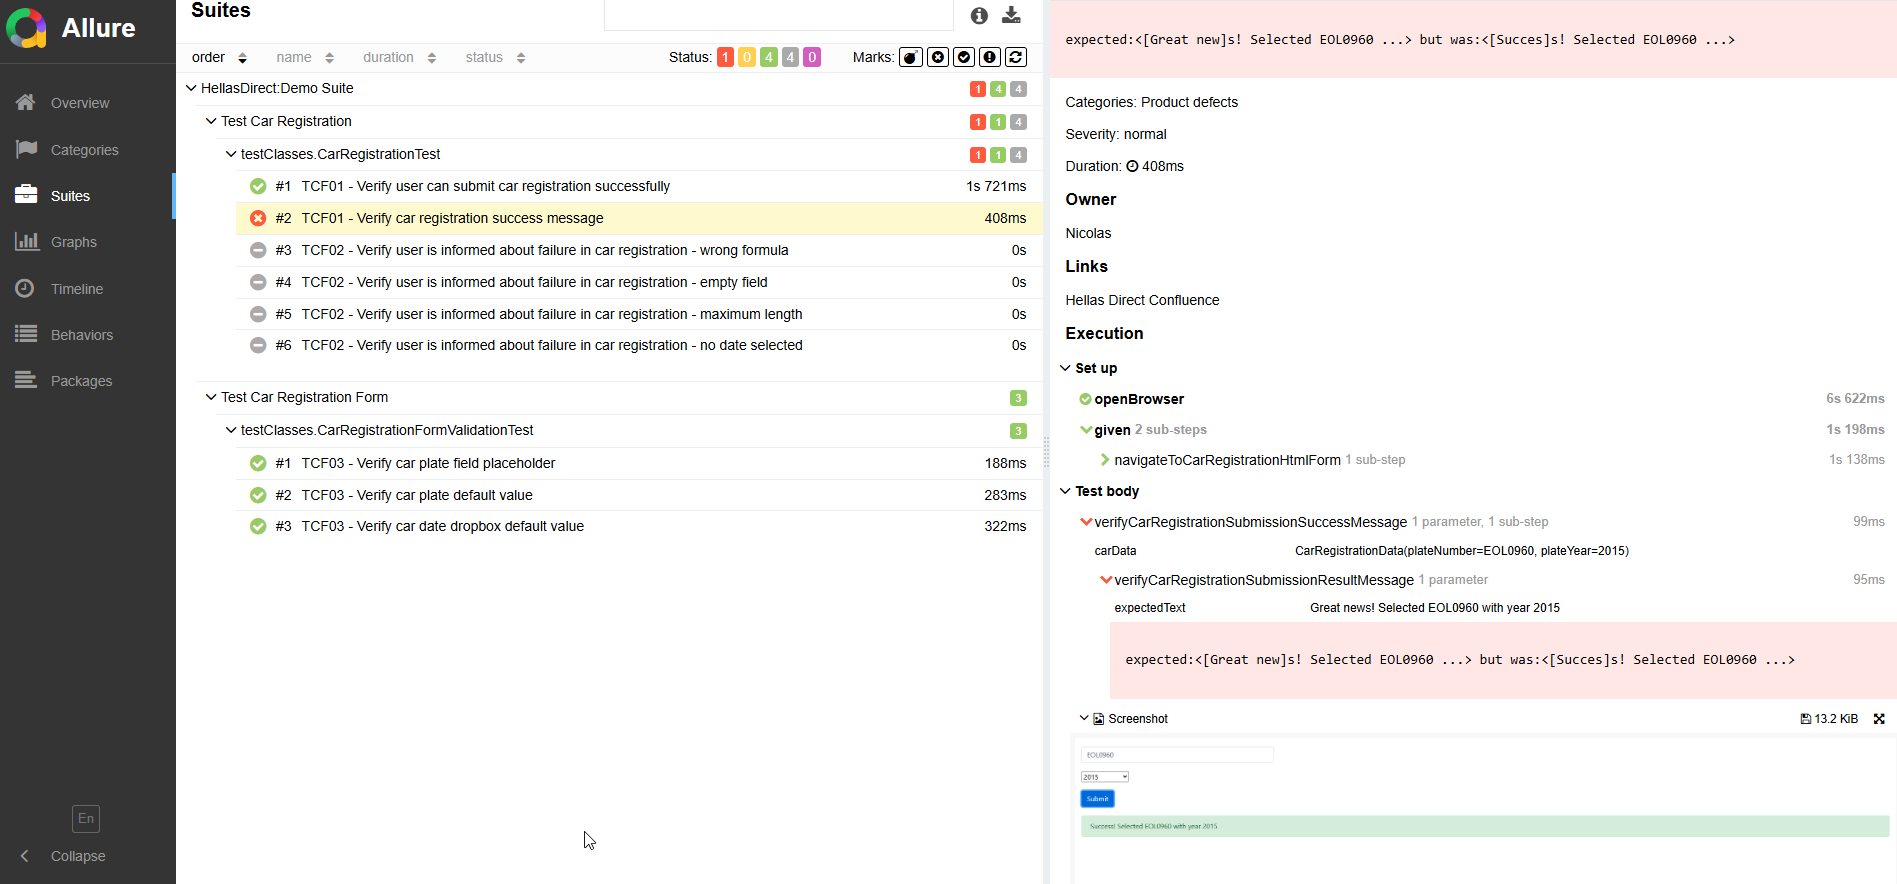 Allure
Overview
Categories
Suites
Graphs
Timeline
Behaviors
Packages
En
Collapse
Suites
order name duration status Status: 1 0 4 4 0 Marks:
HellasDirect:Demo Suite 1 4 4
Test Car Registration 1 1 4
testClasses.CarRegistrationTest 1 1 4
#1 TCF01 - Verify user can submit car registration successfully 1s 721ms
#2 TCF01 - Verify car registration success message 408ms
#3 TCF02 - Verify user is informed about failure in car registration - wrong formula 0s
#4 TCF02 - Verify user is informed about failure in car registration - empty field 0s
#5 TCF02 - Verify user is informed about failure in car registration - maximum length 0s
#6 TCF02 - Verify user is informed about failure in car registration - no date selected 0s
Test Car Registration Form 3
testClasses.CarRegistrationFormValidationTest 3
#1 TCF03 - Verify car plate field placeholder 188ms
#2 TCF03 - Verify car plate default value 283ms
#3 TCF03 - Verify car date dropbox default value 322ms
expected:<[Great new]s! Selected EOL0960 ...> but was:<[Succes]s! Selected EOL0960 ...>
Categories: Product defects
Severity: normal
Duration: 408ms
Owner
Nicolas
Links
Hellas Direct Confluence
Execution
Set up
openBrowser 6s 622ms
given 2 sub-steps 1s 198ms
navigateToCarRegistrationHtmlForm 1 sub-step 1s 138ms
Test body
verifyCarRegistrationSubmissionSuccessMessage 1 parameter, 1 sub-step 99ms
carData CarRegistrationData(plateNumber=EOL0960, plateYear=2015)
verifyCarRegistrationSubmissionResultMessage 1 parameter 95ms
expectedText Great news! Selected EOL0960 with year 2015
expected:<[Great new]s! Selected EOL0960 ...> but was:<[Succes]s! Selected EOL0960 ...>
Screenshot 13.2 KiB
EOL0960
2015
Submit
Success! Selected EOL0960 with year 2015